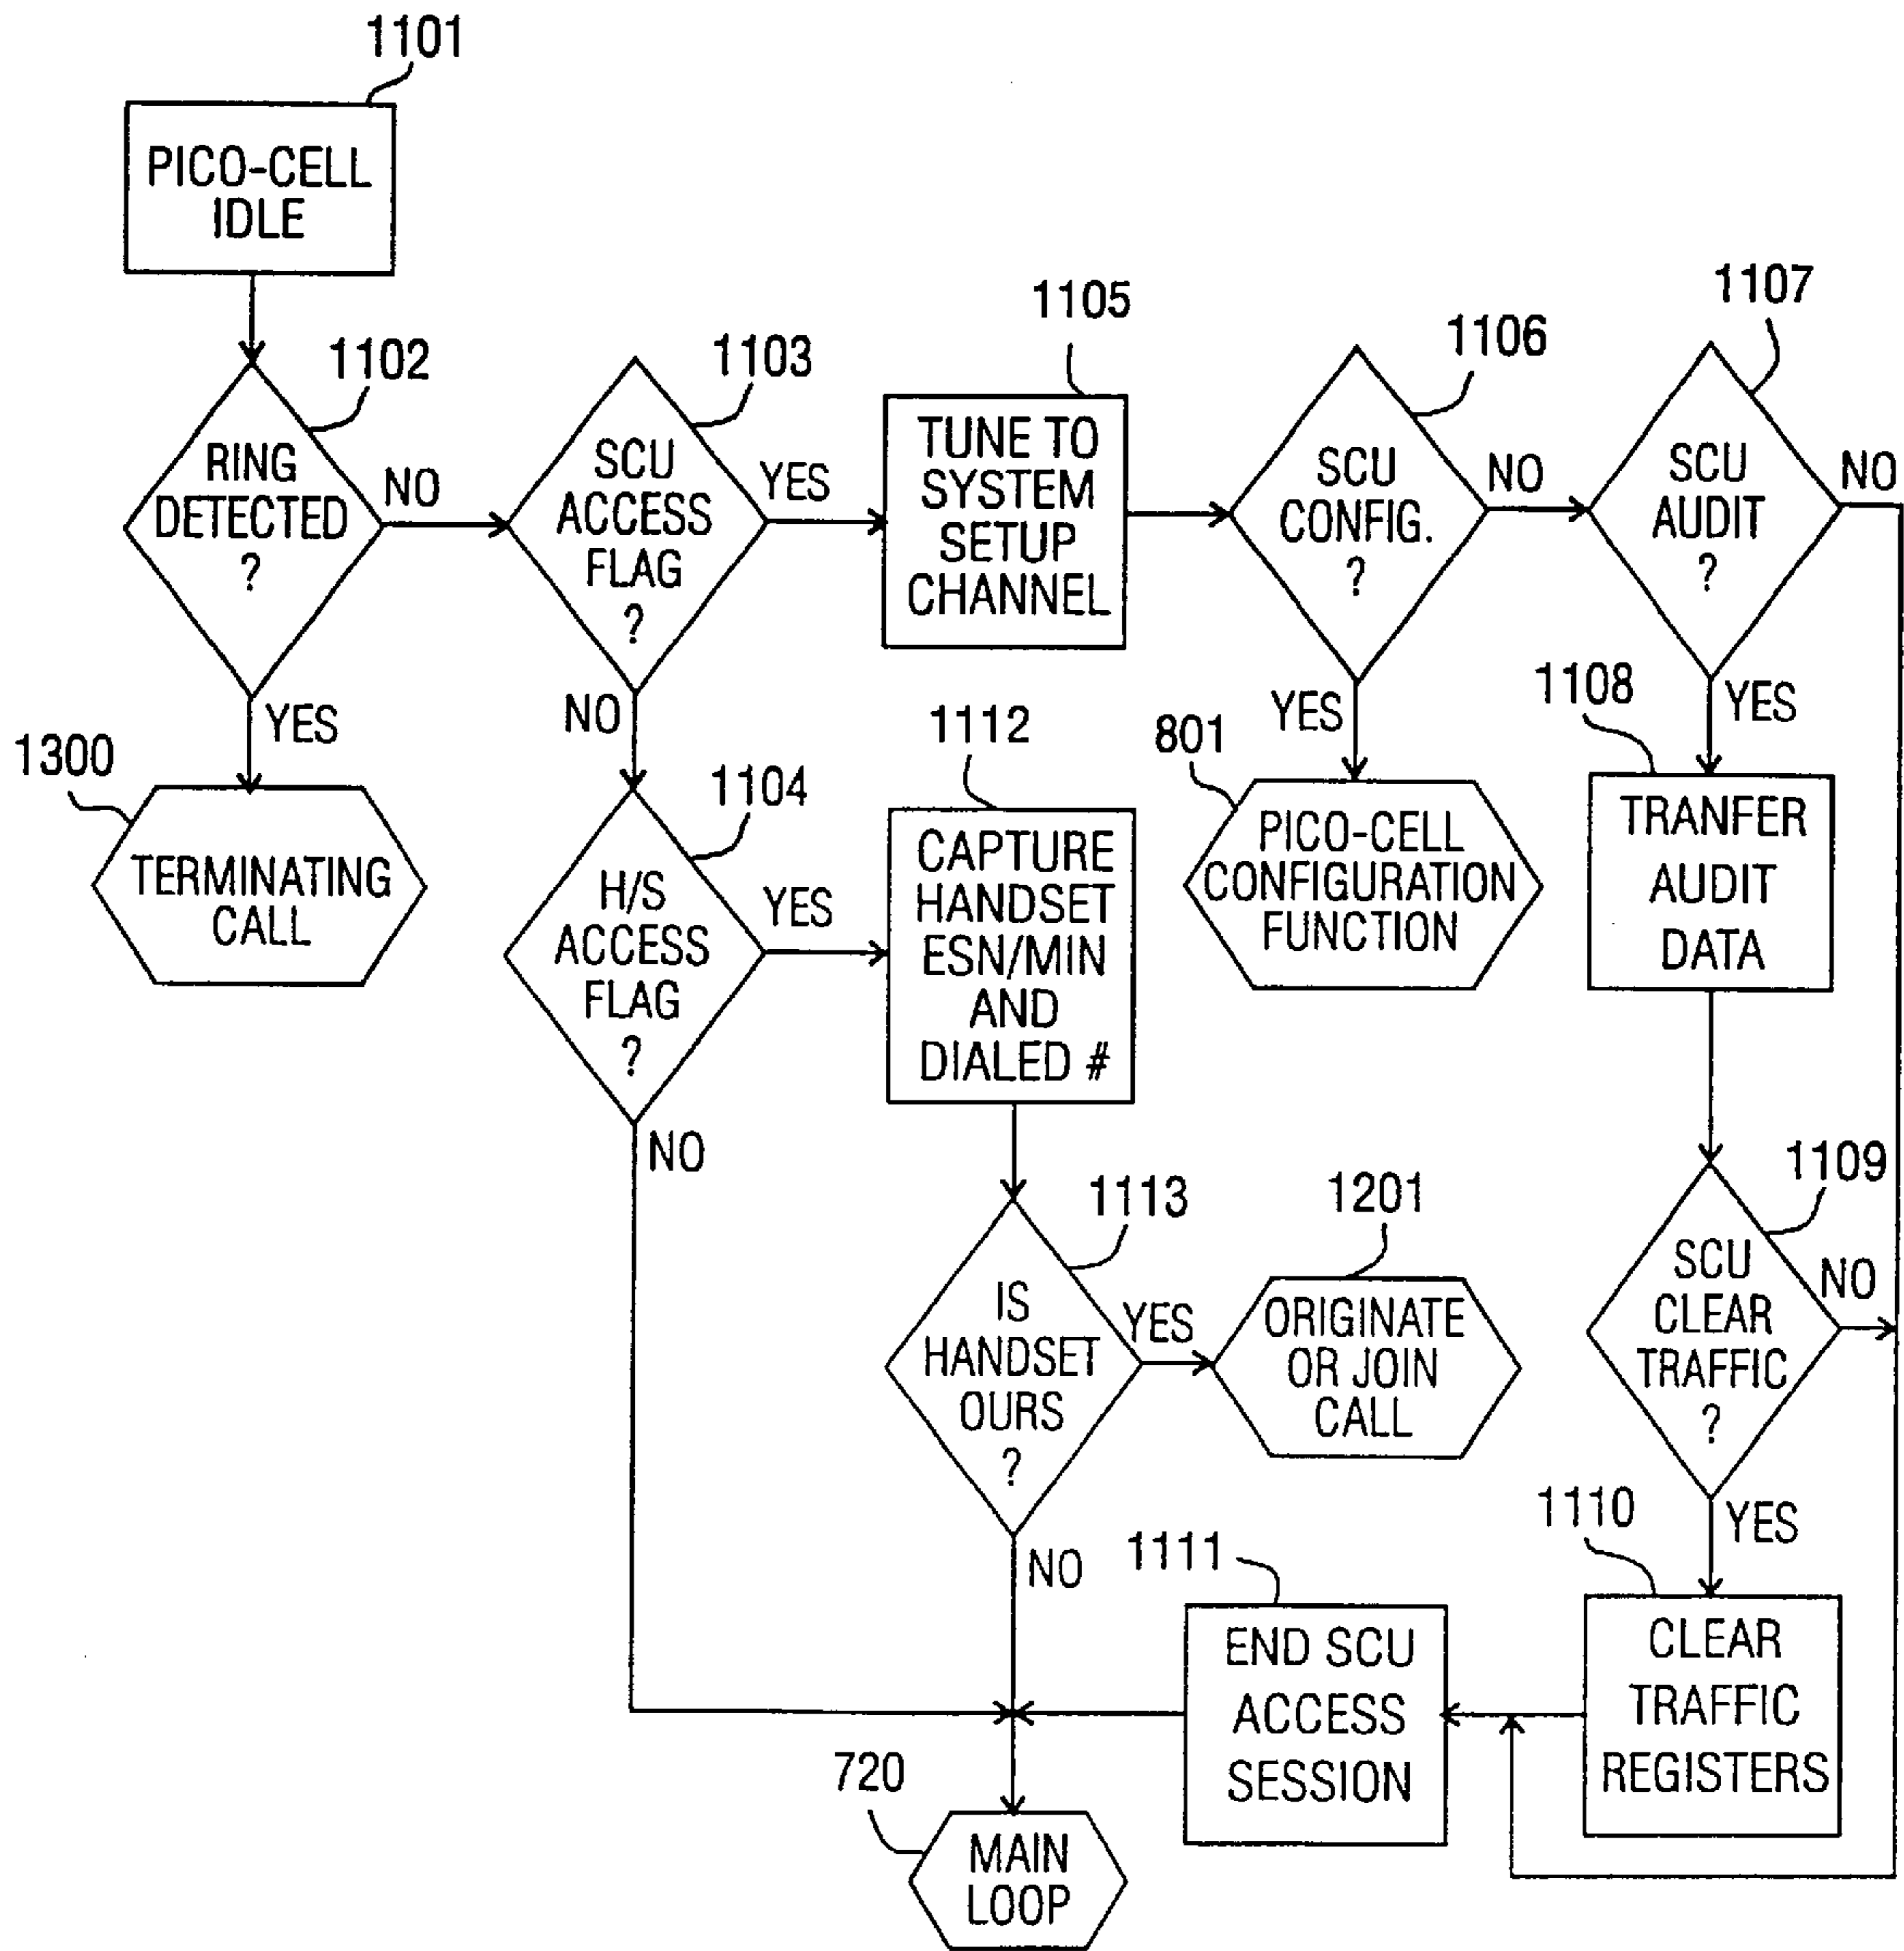 1101
PICO-CELL
IDLE
1102
RING
DETECTED
?
NO
YES
1300
TERMINATING
CALL
1103
SCU
ACCESS
FLAG
?
YES
NO
1105
TUNE TO
SYSTEM
SETUP
CHANNEL
1106
SCU
CONFIG.
?
NO
YES
801
PICO-CELL
CONFIGURATION
FUNCTION
1107
SCU
AUDIT
?
NO
YES
1108
TRANFER
AUDIT
DATA
1104
H/S
ACCESS
FLAG
?
YES
NO
1112
CAPTURE
HANDSET
ESN/MIN
AND
DIALED #
1113
IS
HANDSET
OURS
?
YES
NO
1201
ORIGINATE
OR JOIN
CALL
1109
SCU
CLEAR
TRAFFIC
?
NO
YES
1110
CLEAR
TRAFFIC
REGISTERS
1111
END SCU
ACCESS
SESSION
720
MAIN
LOOP